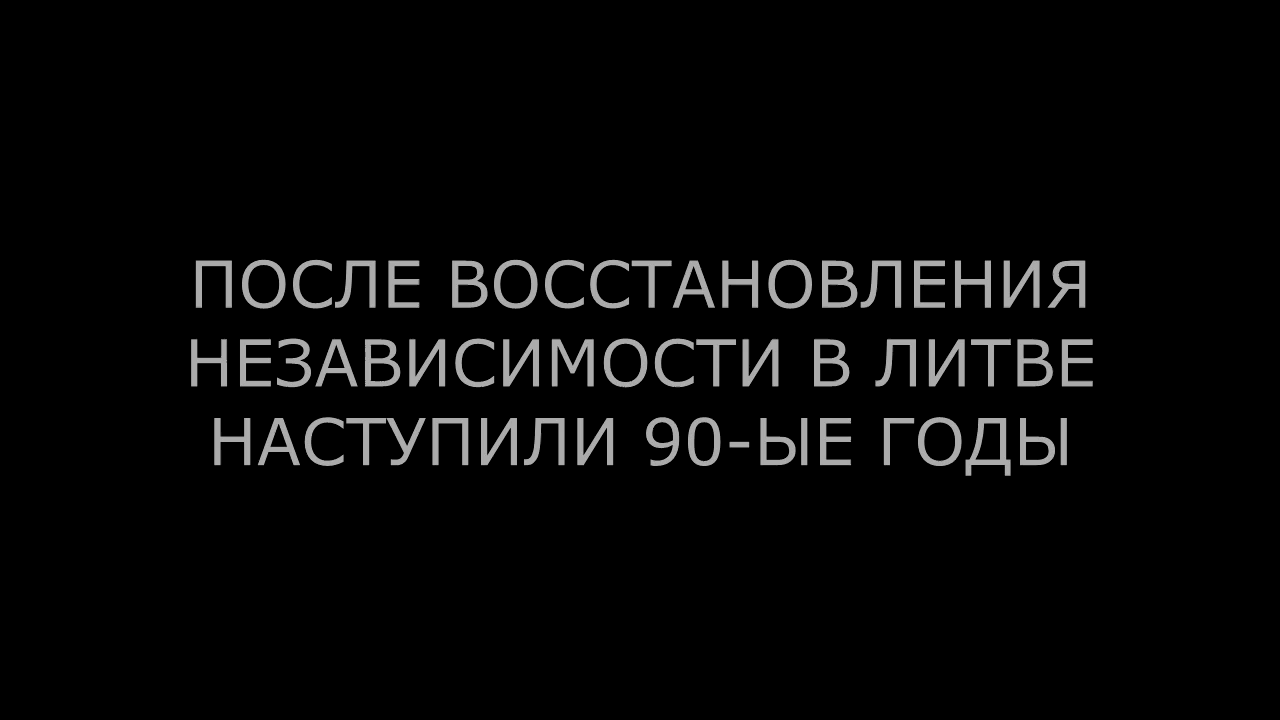 ПОСЛЕ ВОССТАНОВЛЕНИЯ
НЕЗАВИСИМОСТИ В ЛИТВЕ
НАСТУПИЛИ 90-ЫЕ ГОДЫ